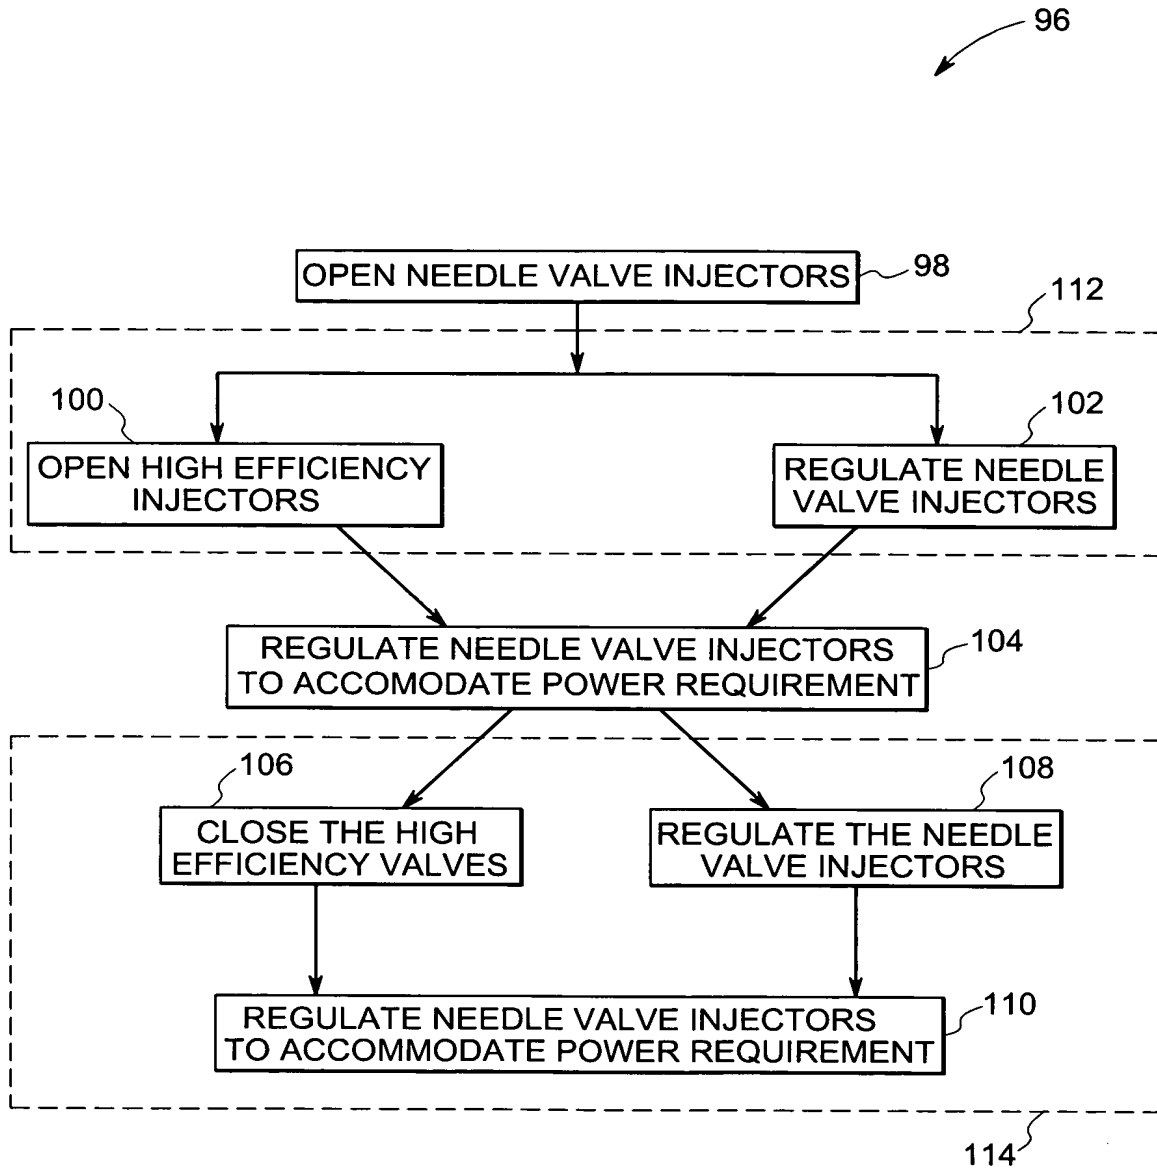 96
OPEN NEEDLE VALVE INJECTORS
98
112
100
102
OPEN HIGH EFFICIENCY
INJECTORS
REGULATE NEEDLE
VALVE INJECTORS
REGULATE NEEDLE VALVE INJECTORS
TO ACCOMODATE POWER REQUIREMENT
104
106
108
CLOSE THE HIGH
EFFICIENCY VALVES
REGULATE THE NEEDLE
VALVE INJECTORS
REGULATE NEEDLE VALVE INJECTORS
TO ACCOMMODATE POWER REQUIREMENT
110
114